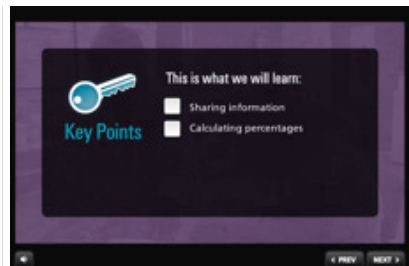 This is what we will learn:
Sharing information
Calculating percentages
Key Points
< PREV
NEXT >